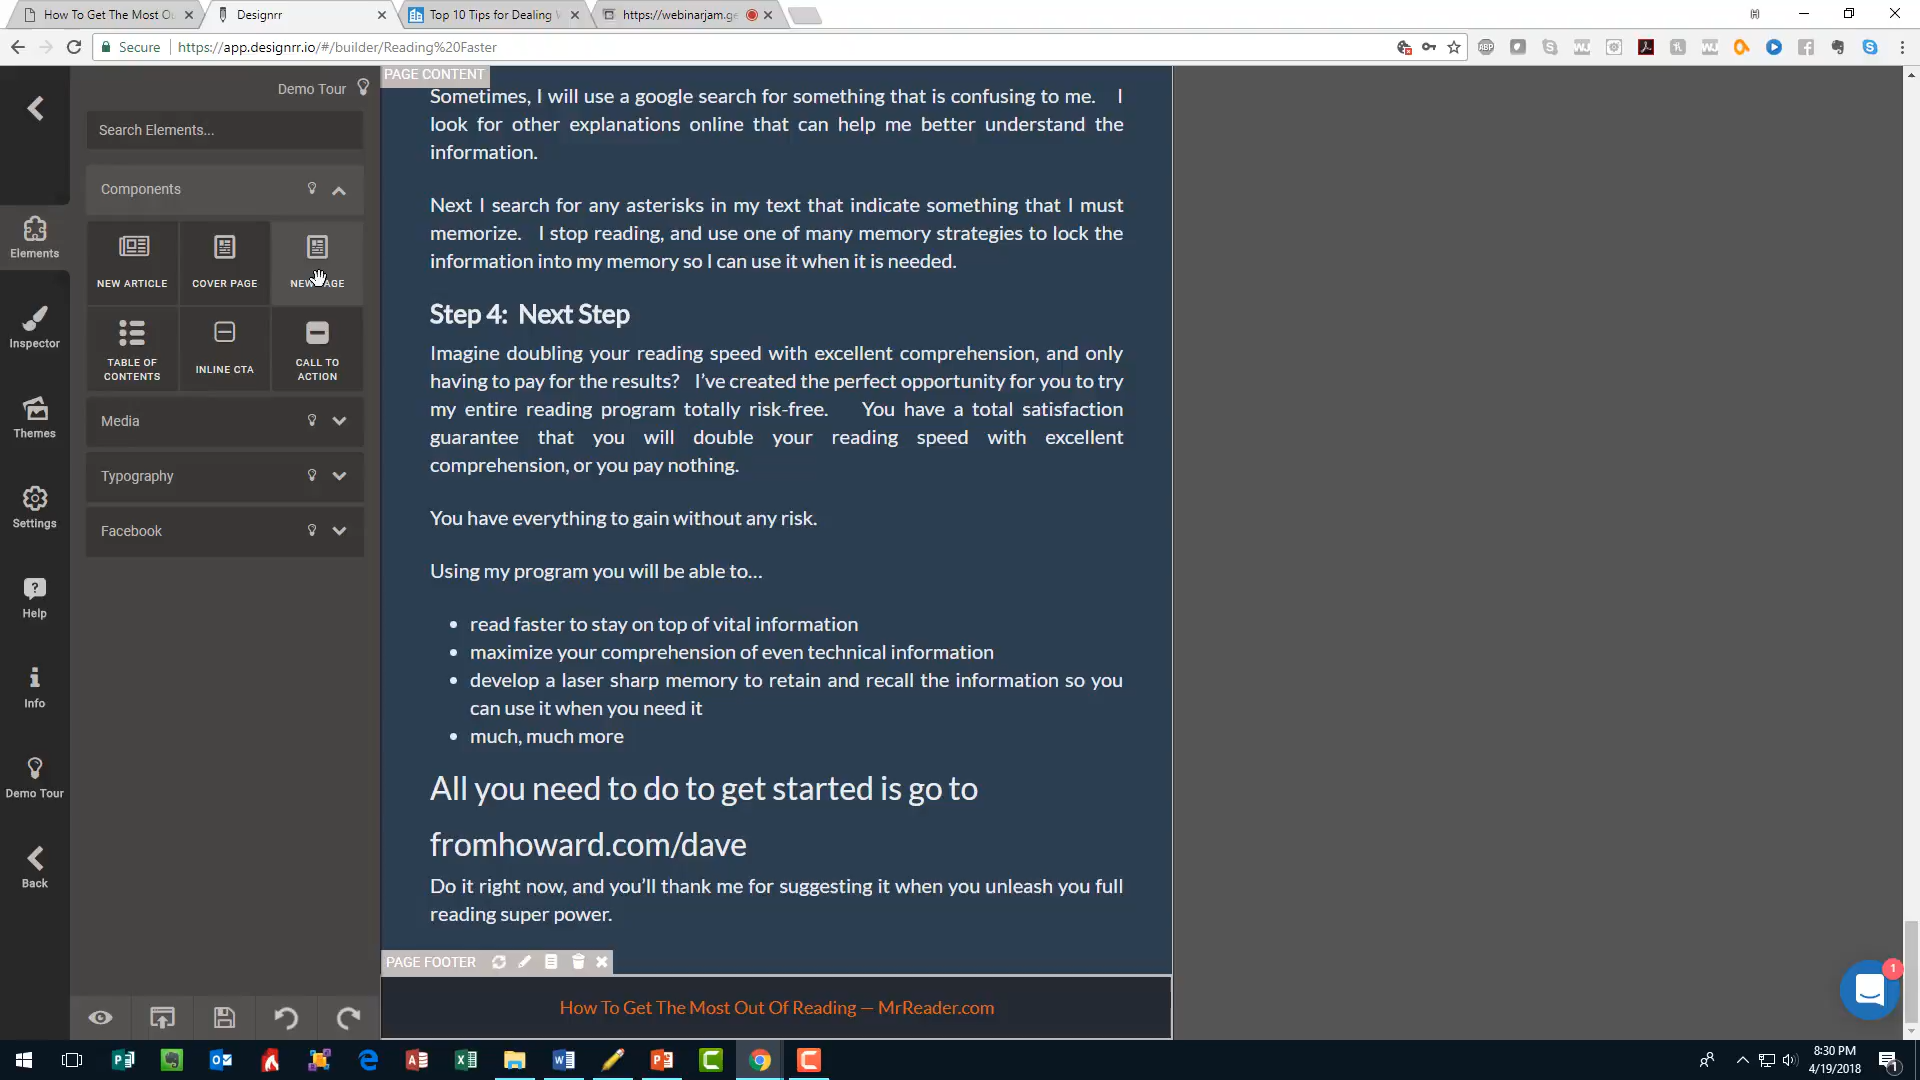 How To Get The Most Ou
Designrr
Top 10 Tips for Dealing
https://webinarjam.ge
Secure
https://app.designrr.io/#/builder/Reading%20Faster
Demo Tour
Search Elements...
Components
NEW ARTICLE
COVER PAGE
NEW PAGE
TABLE OF
CONTENTS
INLINE CTA
CALL TO
ACTION
Media
Typography
Facebook
Elements
Inspector
Themes
Settings
Help
Info
Demo Tour
Back
PAGE CONTENT
Sometimes, I will use a google search for something that is confusing to me. I
look for other explanations online that can help me better understand the
information.
Next I search for any asterisks in my text that indicate something that I must
memorize. I stop reading, and use one of many memory strategies to lock the
information into my memory so I can use it when it is needed.
Step 4: Next Step
Imagine doubling your reading speed with excellent comprehension, and only
having to pay for the results? I've created the perfect opportunity for you to try
my entire reading program totally risk-free. You have a total satisfaction
guarantee that you will double your reading speed with excellent
comprehension, or you pay nothing.
You have everything to gain without any risk.
Using my program you will be able to…
• read faster to stay on top of vital information
• maximize your comprehension of even technical information
• develop a laser sharp memory to retain and recall the information so you
can use it when you need it
• much, much more
All you need to do to get started is go to
fromhoward.com/dave
Do it right now, and you'll thank me for suggesting it when you unleash you full
reading super power.
PAGE FOOTER
How To Get The Most Out Of Reading — MrReader.com
1
8:30 PM
4/19/2018